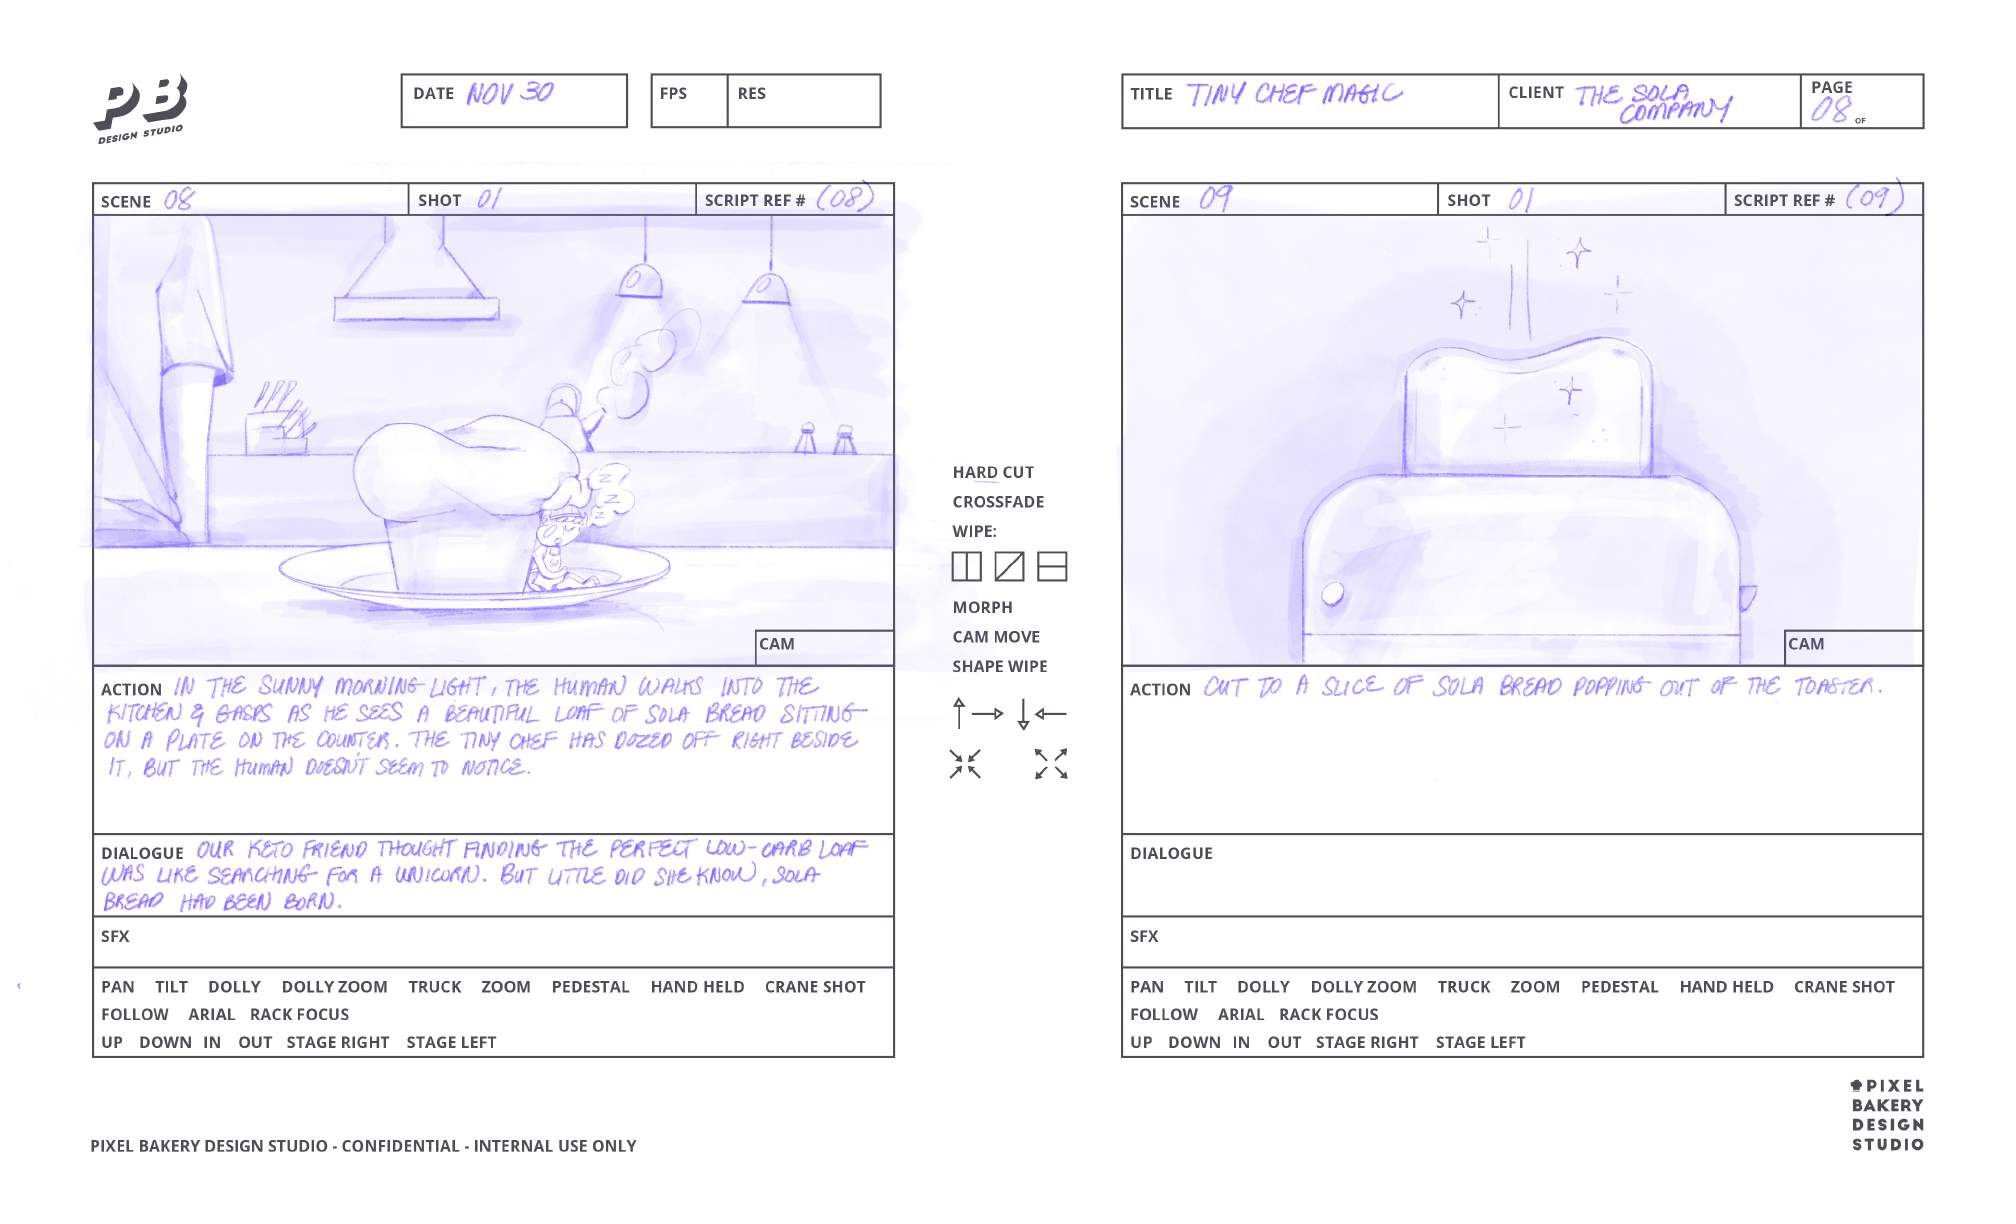 PB
DESIGN STUDIO
DATE NOV 30
FPS
RES
TITLE TINY CHEF MAGIC
CLIENT THE SOLA
COMPANY
PAGE
08 OF
SCENE 08
SHOT 01
SCRIPT REF # (08)
Z
Z
Z
CAM
ACTION IN THE SUNNY MORNING LIGHT, THE HUMAN WALKS INTO THE
KITCHEN & GASPS AS HE SEES A BEAUTIFUL LOAF OF SOLA BREAD SITTING
ON A PLATE ON THE COUNTER. THE TINY CHEF HAS DOZED OFF RIGHT BESIDE
IT, BUT THE HUMAN DOESN'T SEEM TO NOTICE.
DIALOGUE OUR KETO FRIEND THOUGHT FINDING THE PERFECT LOW-CARB LOAF
WAS LIKE SEARCHING FOR A UNICORN. BUT LITTLE DID SHE KNOW, SOLA
BREAD HAD BEEN BORN.
SFX
PAN TILT DOLLY DOLLY ZOOM TRUCK ZOOM PEDESTAL HAND HELD CRANE SHOT
FOLLOW ARIAL RACK FOCUS
UP DOWN IN OUT STAGE RIGHT STAGE LEFT
HARD CUT
CROSSFADE
WIPE:
MORPH
CAM MOVE
SHAPE WIPE
SCENE 09
SHOT 01
SCRIPT REF # (09)
CAM
ACTION CUT TO A SLICE OF SOLA BREAD POPPING OUT OF THE TOASTER.
DIALOGUE
SFX
PAN TILT DOLLY DOLLY ZOOM TRUCK ZOOM PEDESTAL HAND HELD CRANE SHOT
FOLLOW ARIAL RACK FOCUS
UP DOWN IN OUT STAGE RIGHT STAGE LEFT
PIXEL BAKERY DESIGN STUDIO - CONFIDENTIAL - INTERNAL USE ONLY
PIXEL
BAKERY
DESIGN
STUDIO